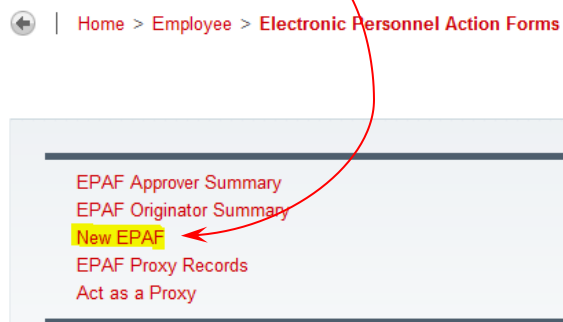 Home > Employee > Electronic Personnel Action Forms
EPAF Approver Summary
EPAF Originator Summary
New EPAF
EPAF Proxy Records
Act as a Proxy